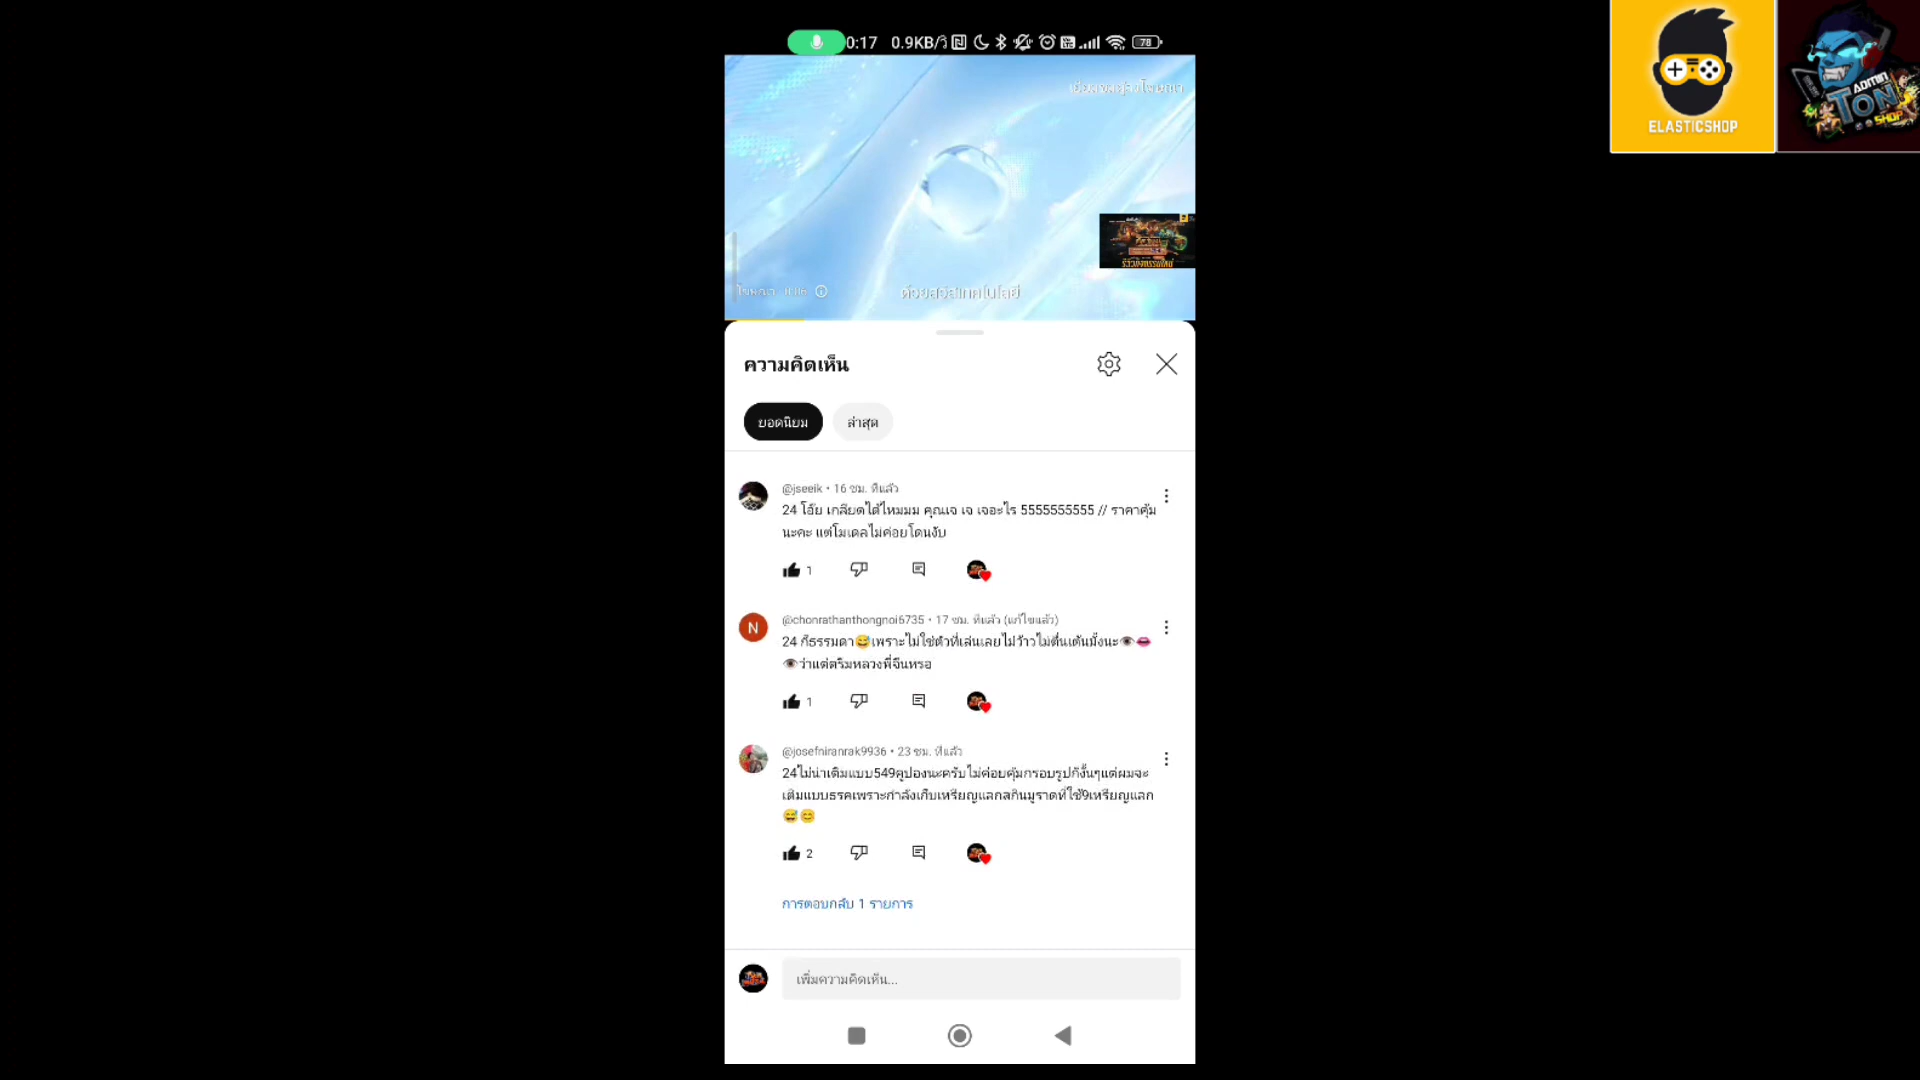 0:17 0.9KB/วิ 78
ELASTICSHOP
ADMIN
TON
SHOP
โฆษณา · 0:06
ความคิดเห็น
ยอดนิยม
ล่าสุด
@jseeik • 16 ชม. ที่แล้ว
24 โอ๊ย เกลียดได้ไหมมม คุณเจ เจ เจอะไร 5555555555 // ราคาคุ้ม
นะคะ แต่โมเดลไม่ค่อยโดนงับ
1
N
@chonrathanthongnoi6735 • 17 ชม. ที่แล้ว (แก้ไขแล้ว)
24 ก็ธรรมดา😅เพราะไม่ใช่ตัวที่เล่นเลยไม่ว้าวไม่ตื่นเต้นมั้งนะ👁️👄
👁️ว่าแต่ตริมหลวงพี่จีนหรอ
1
@josefniranrak9936 • 23 ชม. ที่แล้ว
24ไม่น่าเติมแบบ549คูปองนะครับไม่ค่อยคุ้มกรอบรูปก็งั้นๆแต่ผมจะ
เติมแบบธรคเพราะกำลังเก็บเหรียญแลกสกินมูราดที่ใช้9เหรียญแลก
😅😊
2
การตอบกลับ 1 รายการ
เพิ่มความคิดเห็น...